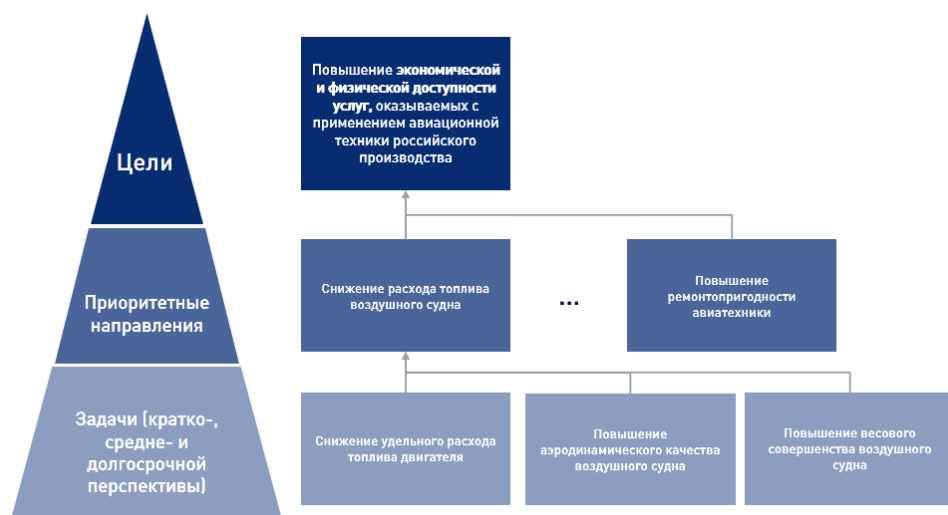 Цели
Повышение экономической
и физической доступности
услуг, оказываемых с
применением авиационной
техники российского
производства
Приоритетные
направления
Снижение расхода топлива
воздушного судна
...
Повышение
ремонтопригодности
авиатехники
Задачи (кратко-,
средне- и
долгосрочной
перспективы)
Снижение удельного расхода
топлива двигателя
Повышение
аэродинамического качества
воздушного судна
Повышение весового
совершенства воздушного
судна